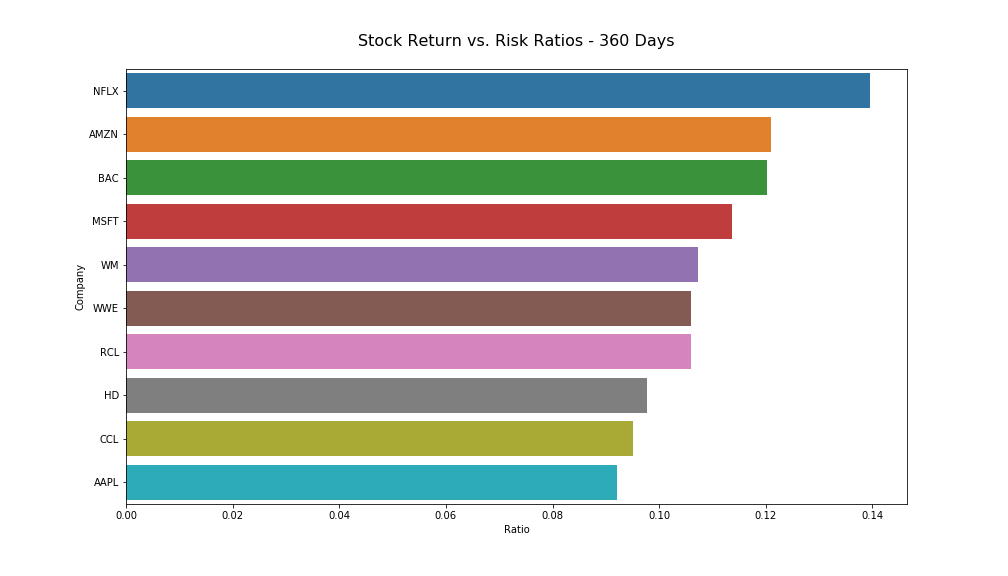 Stock Return vs. Risk Ratios - 360 Days
NFLX
AMZN
BAC
MSFT
WM
WWE
RCL
HD
CCL
AAPL
Company
0.00 0.02 0.04 0.06 0.08 0.10 0.12 0.14
Ratio